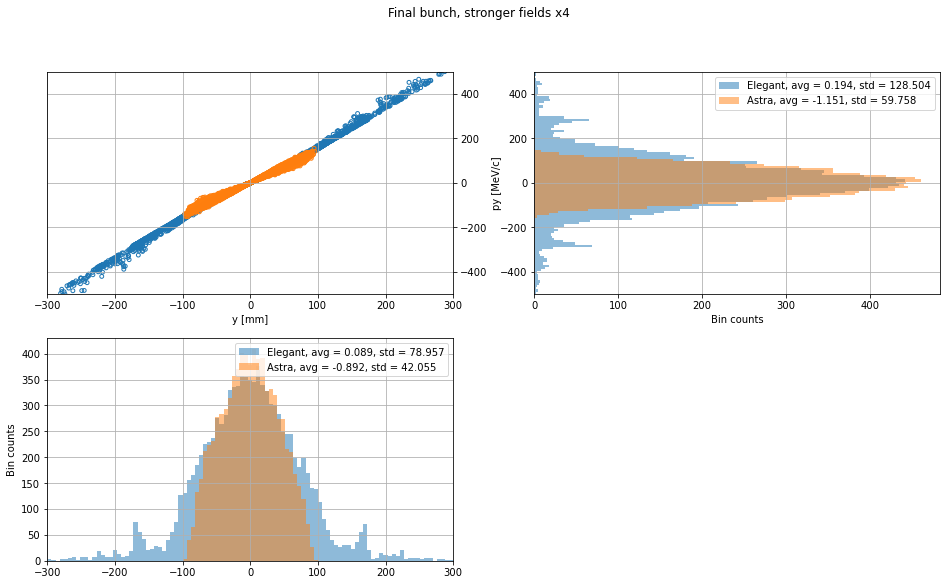 Final bunch, stronger fields x4
400
200
0
−200
−400
−300 −200 −100 0 100 200 300
y [mm]
Elegant, avg = 0.194, std = 128.504
Astra, avg = -1.151, std = 59.758
py [MeV/c]
400
200
0
−200
−400
0 100 200 300 400
Bin counts
Elegant, avg = 0.089, std = 78.957
Astra, avg = -0.892, std = 42.055
Bin counts
400
350
300
250
200
150
100
50
0
−300 −200 −100 0 100 200 300